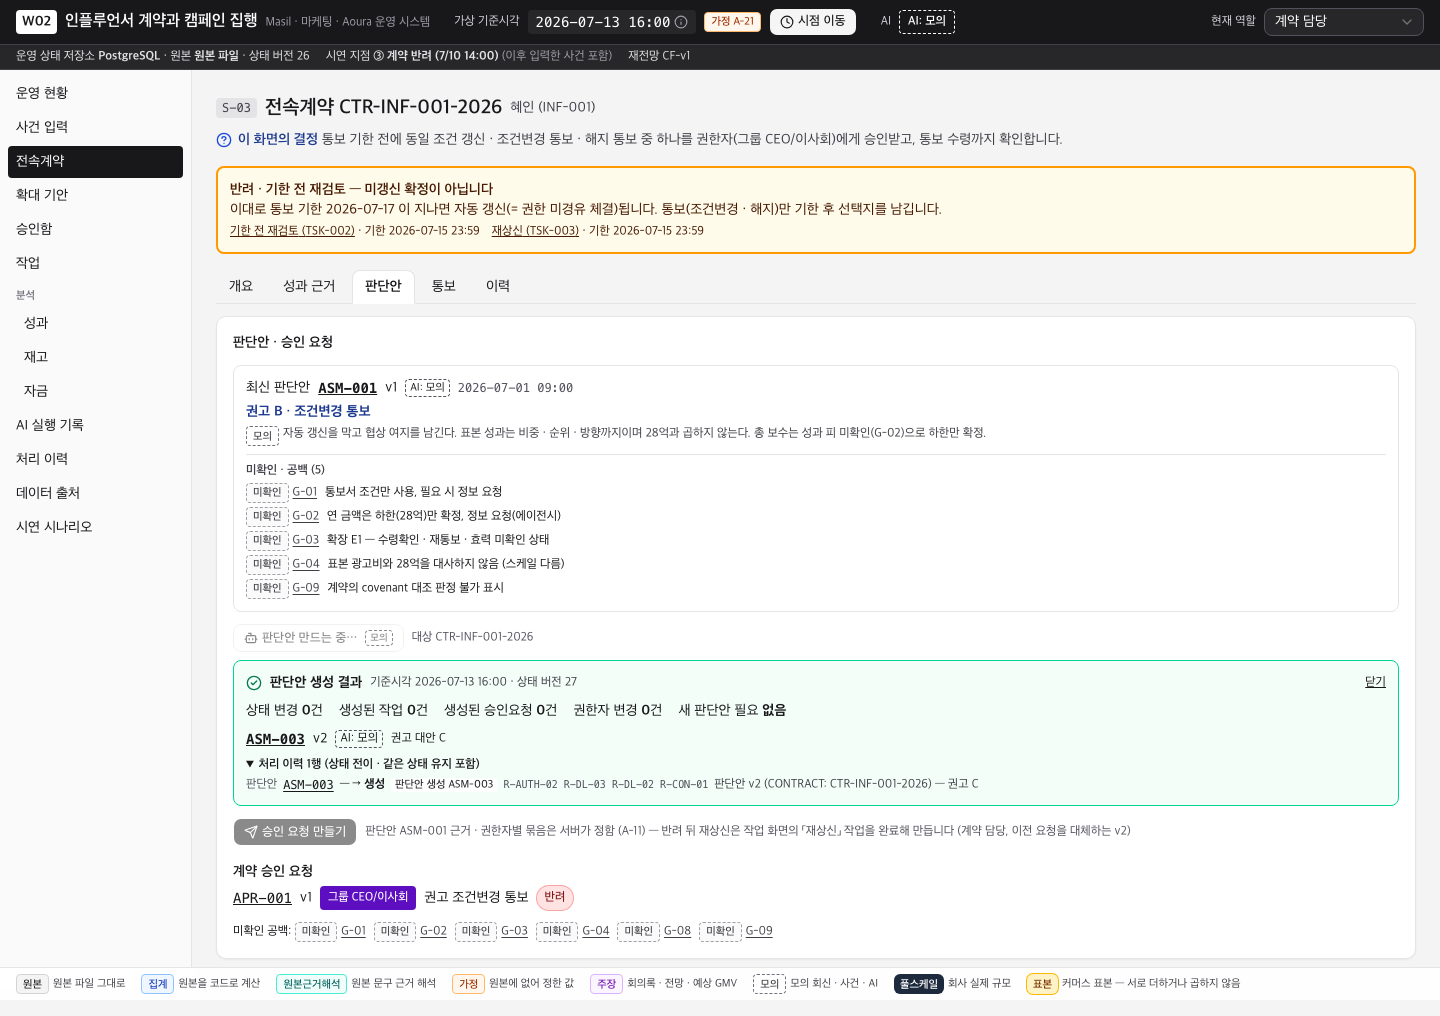 W02 인플루언서 계약과 캠페인 집행 Masil · 마케팅 · Aoura 운영 시스템 가상 기준시각 2026-07-13 16:00 가정 A-21 시점 이동 AI AI: 모의 현재 역할 계약 담당
운영 상태 저장소 PostgreSQL · 원본 원본 파일 · 상태 버전 26 시연 지점 ③ 계약 반려 (7/10 14:00) (이후 입력한 사건 포함) 재전망 CF-v1
운영 현황
사건 입력
전속계약
확대 기안
승인함
작업
분석
성과
재고
자금
AI 실행 기록
처리 이력
데이터 출처
시연 시나리오
S-03 전속계약 CTR-INF-001-2026 혜인 (INF-001)
이 화면의 결정 통보 기한 전에 동일 조건 갱신 · 조건변경 통보 · 해지 통보 중 하나를 권한자(그룹 CEO/이사회)에게 승인받고, 통보 수령까지 확인합니다.
반려 · 기한 전 재검토 — 미갱신 확정이 아닙니다
이대로 통보 기한 2026-07-17 이 지나면 자동 갱신(= 권한 미경유 체결)됩니다. 통보(조건변경 · 해지)만 기한 후 선택지를 남깁니다.
기한 전 재검토 (TSK-002) · 기한 2026-07-15 23:59 재상신 (TSK-003) · 기한 2026-07-15 23:59
개요 성과 근거 판단안 통보 이력
판단안 · 승인 요청
최신 판단안 ASM-001 v1 AI: 모의 2026-07-01 09:00
권고 B · 조건변경 통보
모의 자동 갱신을 막고 협상 여지를 남긴다. 표본 성과는 비중 · 순위 · 방향까지이며 28억과 곱하지 않는다. 총 보수는 성과 피 미확인(G-02)으로 하한만 확정.
미확인 · 공백 (5)
미확인 G-01 통보서 조건만 사용, 필요 시 정보 요청
미확인 G-02 연 금액은 하한(28억)만 확정, 정보 요청(에이전시)
미확인 G-03 확장 E1 — 수령확인 · 재통보 · 효력 미확인 상태
미확인 G-04 표본 광고비와 28억을 대사하지 않음 (스케일 다름)
미확인 G-09 계약의 covenant 대조 판정 불가 표시
판단안 만드는 중… 모의 대상 CTR-INF-001-2026
판단안 생성 결과 기준시각 2026-07-13 16:00 · 상태 버전 27 닫기
상태 변경 0건 생성된 작업 0건 생성된 승인요청 0건 권한자 변경 0건 새 판단안 필요 없음
ASM-003 v2 AI: 모의 권고 대안 C
▼ 처리 이력 1행 (상태 전이 · 같은 상태 유지 포함)
판단안 ASM-003 — → 생성 판단안 생성 ASM-003 R-AUTH-02 R-DL-03 R-DL-02 R-CON-01 판단안 v2 (CONTRACT: CTR-INF-001-2026) — 권고 C
승인 요청 만들기 판단안 ASM-001 근거 · 권한자별 묶음은 서버가 정함 (A-11) — 반려 뒤 재상신은 작업 화면의 「재상신」 작업을 완료해 만듭니다 (계약 담당, 이전 요청을 대체하는 v2)
계약 승인 요청
APR-001 v1 그룹 CEO/이사회 권고 조건변경 통보 반려
미확인 공백: 미확인 G-01 미확인 G-02 미확인 G-03 미확인 G-04 미확인 G-08 미확인 G-09
원본 원본 파일 그대로 집계 원본을 코드로 계산 원본근거해석 원본 문구 근거 해석 가정 원본에 없어 정한 값 주장 회의록 · 전망 · 예상 GMV 모의 모의 회신 · 사건 · AI 풀스케일 회사 실제 규모 표본 커머스 표본 — 서로 더하거나 곱하지 않음